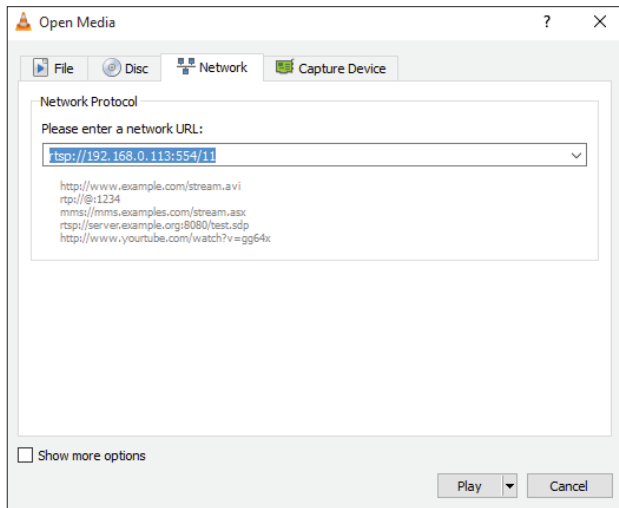 Open Media
? 
File Disc Network Capture Device
Network Protocol
Please enter a network URL:
rtsp://192.168.0.113:554/11
http://www.example.com/stream.avi
rtp://@:1234
mms://mms.examples.com/stream.asx
rtsp://server.example.org:8080/test.sdp
http://www.yourtube.com/watch?v=gg64x
Show more options
Play Cancel